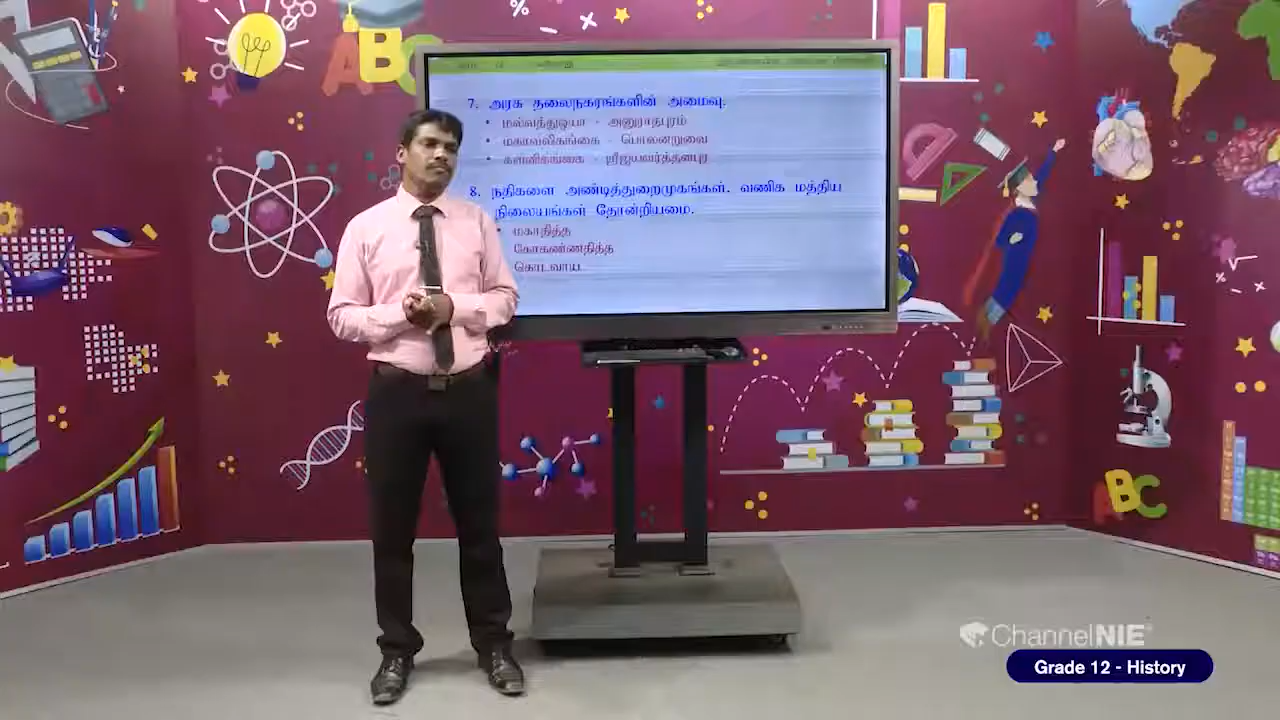 7. அரசு தலைநகரங்களின் அமைவு.
• மல்வத்துஓயா - அனுராதபுரம்
• மகாவலிகங்கை - பொலனறுவை
• களனிகங்கை - ஸ்ரீஜயவர்த்தனபுர
8. நதிகளை அண்டித்துறைமுகங்கள். வணிக மத்திய
நிலையங்கள் தோன்றியமை.
• மகாதித்த
கோகண்ணதித்த
கொடவாய
ABC
ABC
ChannelNIE
Grade 12 - History